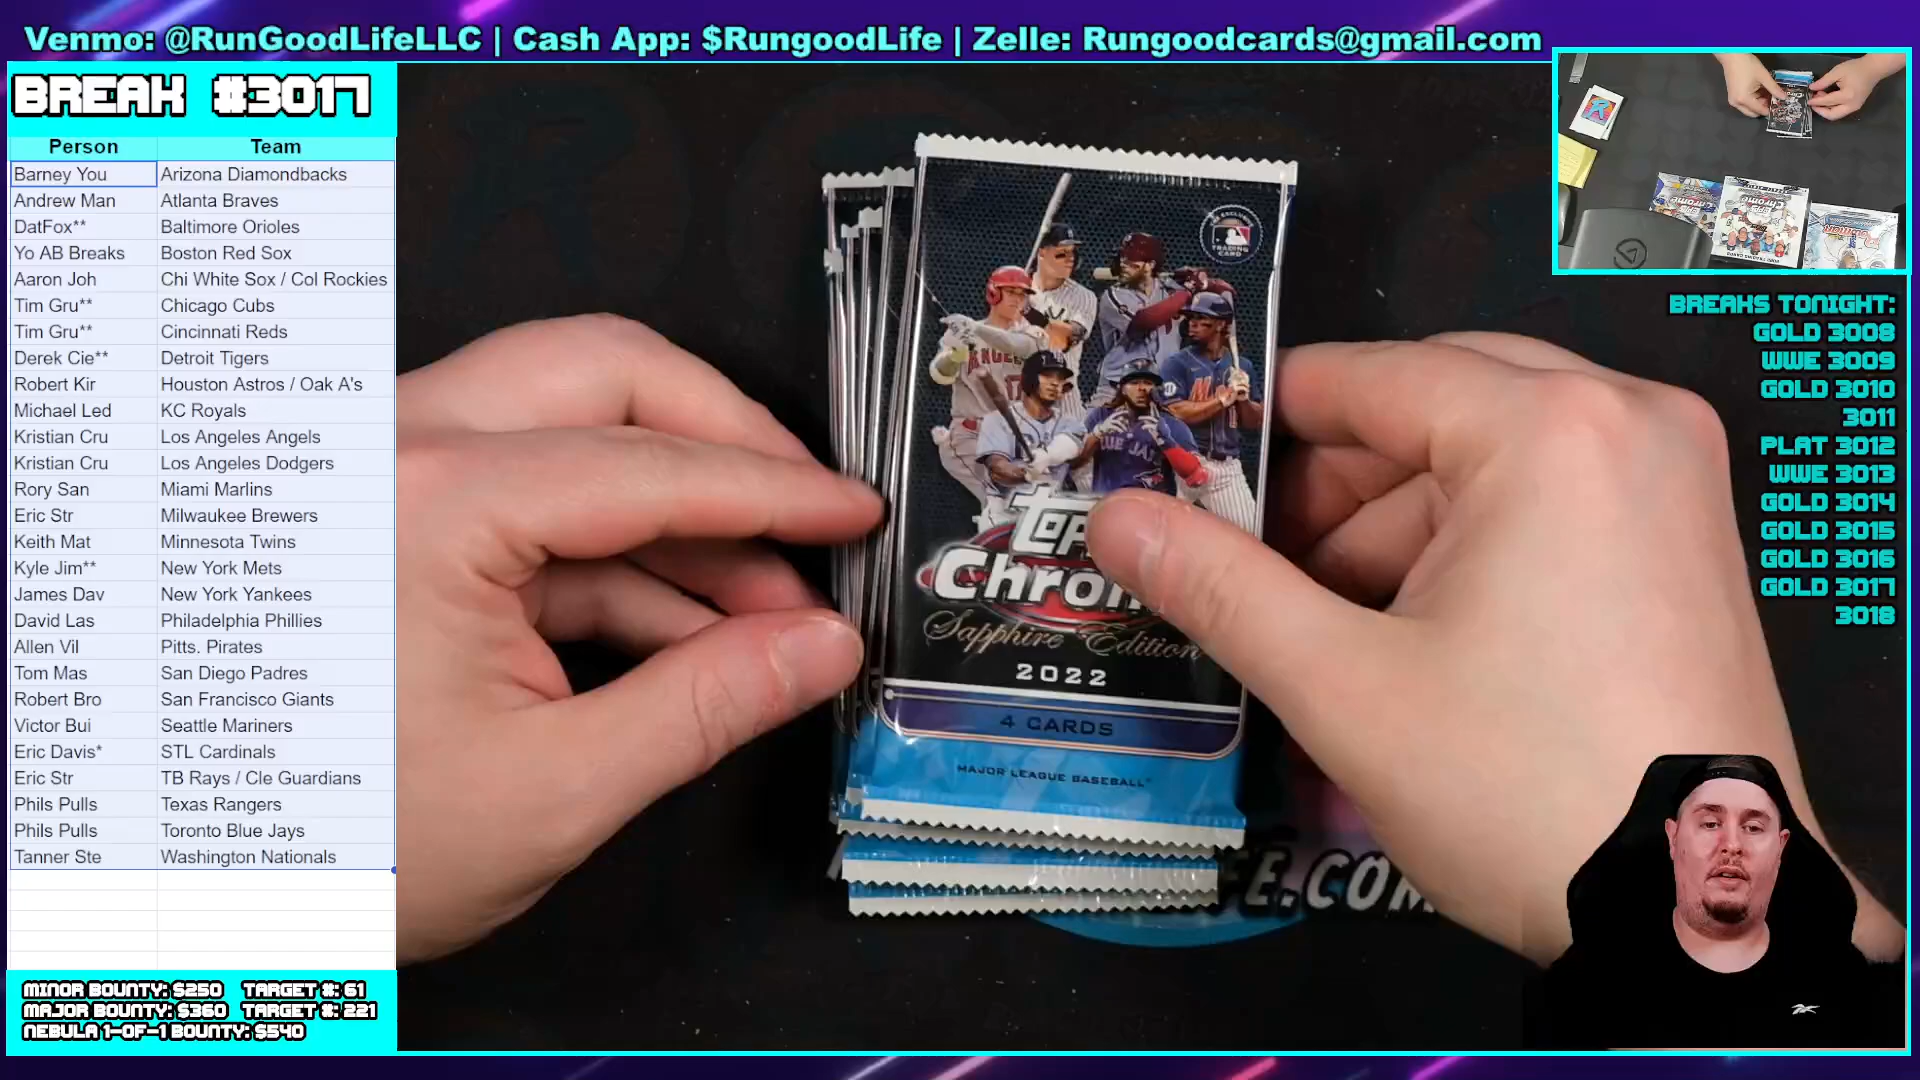 Venmo: @RunGoodLifeLLC | Cash App: $RungoodLife | Zelle: Rungoodcards@gmail.com
BREAK #3017
Person Team
Barney You Arizona Diamondbacks
Andrew Man Atlanta Braves
DatFox** Baltimore Orioles
Yo AB Breaks Boston Red Sox
Aaron Joh Chi White Sox / Col Rockies
Tim Gru** Chicago Cubs
Tim Gru** Cincinnati Reds
Derek Cie** Detroit Tigers
Robert Kir Houston Astros / Oak A's
Michael Led KC Royals
Kristian Cru Los Angeles Angels
Kristian Cru Los Angeles Dodgers
Rory San Miami Marlins
Eric Str Milwaukee Brewers
Keith Mat Minnesota Twins
Kyle Jim** New York Mets
James Dav New York Yankees
David Las Philadelphia Phillies
Allen Vil Pitts. Pirates
Tom Mas San Diego Padres
Robert Bro San Francisco Giants
Victor Bui Seattle Mariners
Eric Davis* STL Cardinals
Eric Str TB Rays / Cle Guardians
Phils Pulls Texas Rangers
Phils Pulls Toronto Blue Jays
Tanner Ste Washington Nationals
MINOR BOUNTY: $250 TARGET #: 61
MAJOR BOUNTY: $360 TARGET #: 221
NEBULA 1-OF-1 BOUNTY: $540
TRADING
CARD
ANGELS
17
BLUE JAYS
Top
Chrom
Sapphire Edition
2022
4 CARDS
MAJOR LEAGUE BASEBALL
FE.COM
BREAKS TONIGHT:
GOLD 3008
WWE 3009
GOLD 3010
3011
PLAT 3012
WWE 3013
GOLD 3014
GOLD 3015
GOLD 3016
GOLD 3017
3018